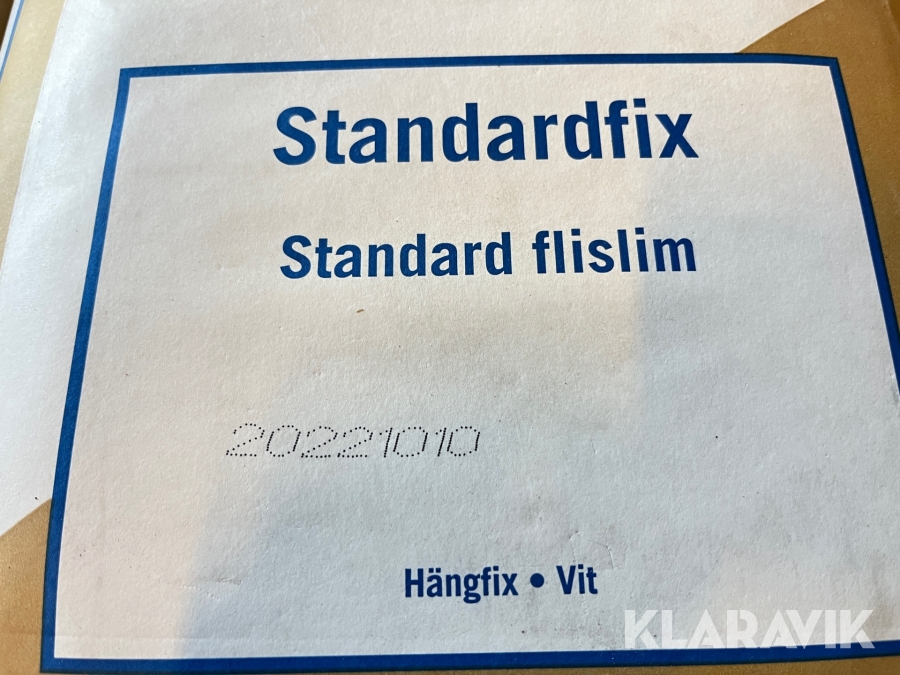 Standardfix
Standard flislim
20221010
Hängfix • Vit
KLARAVIK